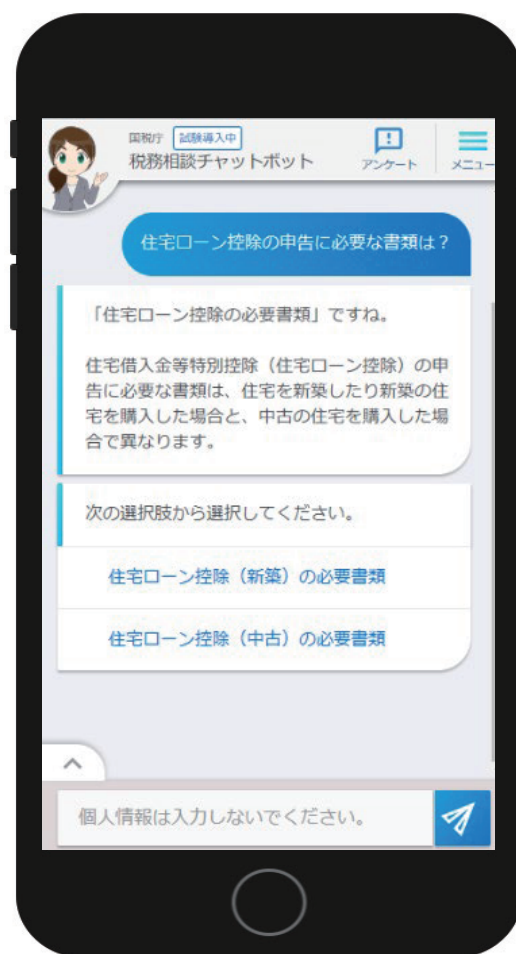 国税庁 試験導入中
税務相談チャットボット
アンケート
メニュー
住宅ローン控除の申告に必要な書類は?
「住宅ローン控除の必要書類」ですね。
住宅借入金等特別控除(住宅ローン控除)の申
告に必要な書類は、住宅を新築したり新築の住
宅を購入した場合と、中古の住宅を購入した場
合で異なります。
次の選択肢から選択してください。
住宅ローン控除(新築)の必要書類
住宅ローン控除(中古)の必要書類
個人情報は入力しないでください。